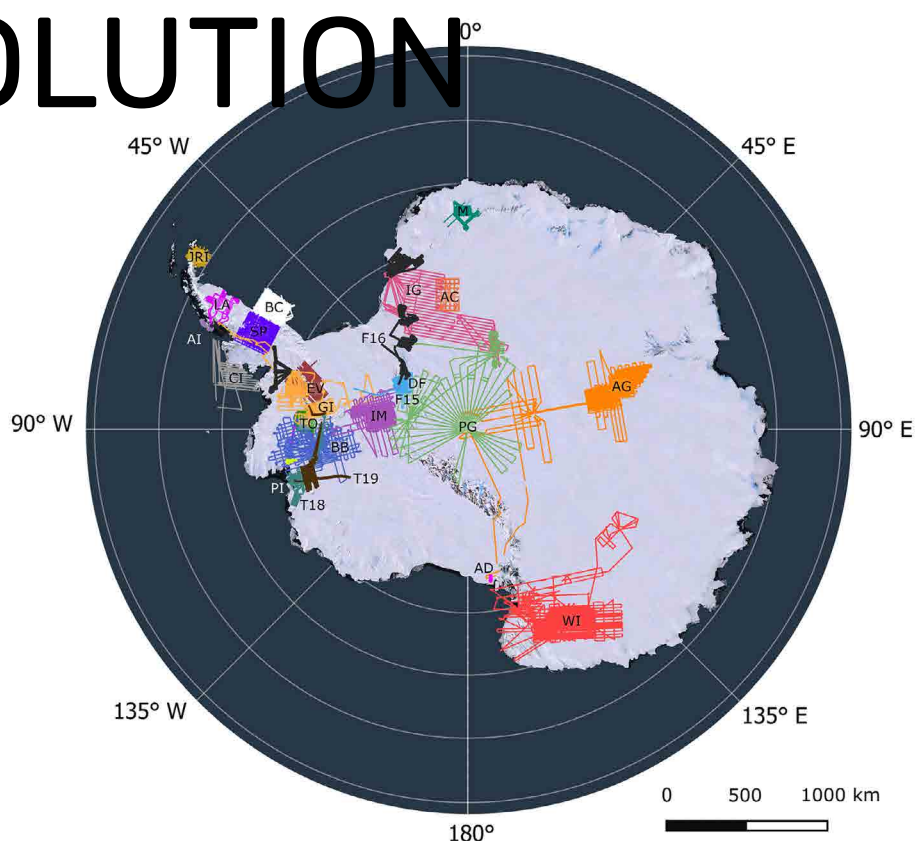 OLUTION
0°
45° W
45° E
M
JRI
IG
AC
LA
BC
SP
AI
F16
CI
DF
EV
AG
F15
GI
IM
TO
PG
90° W
90° E
BB
T19
PI
T18
AD
WI
135° W
135° E
0 500 1000 km
180°